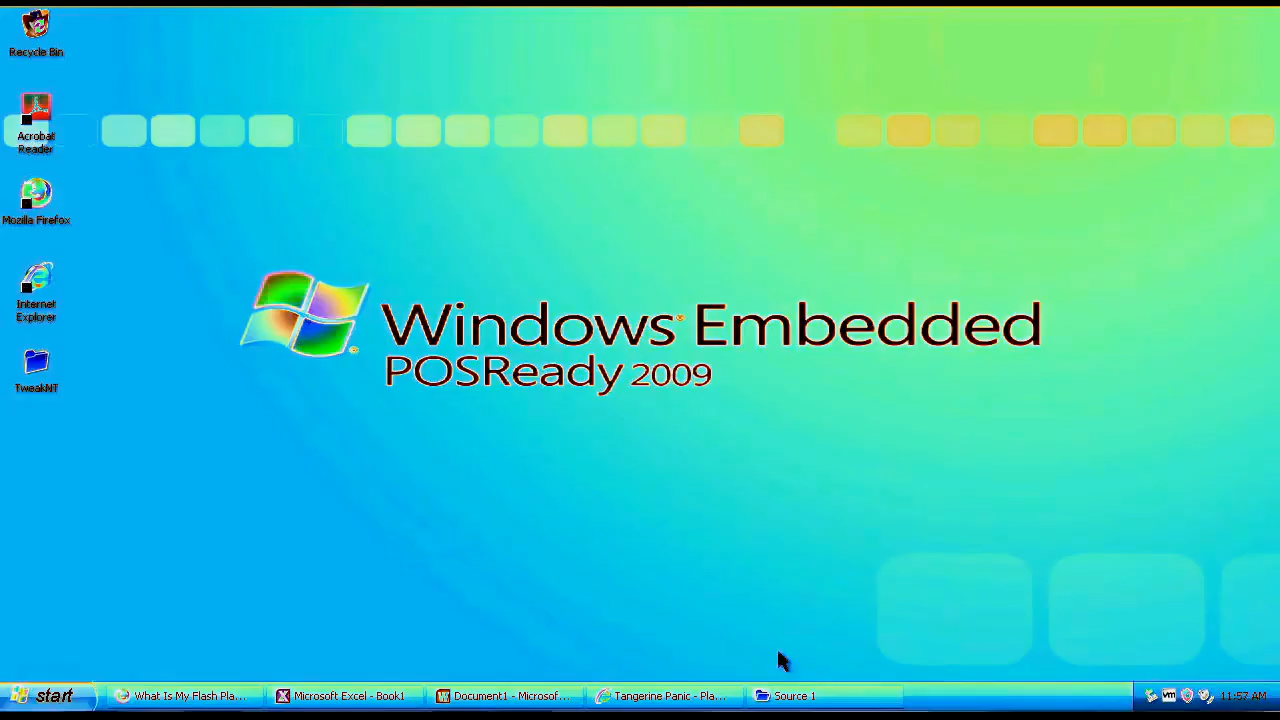 Recycle Bin
Acrobat
Reader
Mozilla Firefox
Internet
Explorer
TweakNT
Windows® Embedded
POSReady 2009
start
What Is My Flash Pla...
Microsoft Excel - Book1
Document1 - Microsof...
Tangerine Panic - Pla...
Source 1
vm
11:57 AM